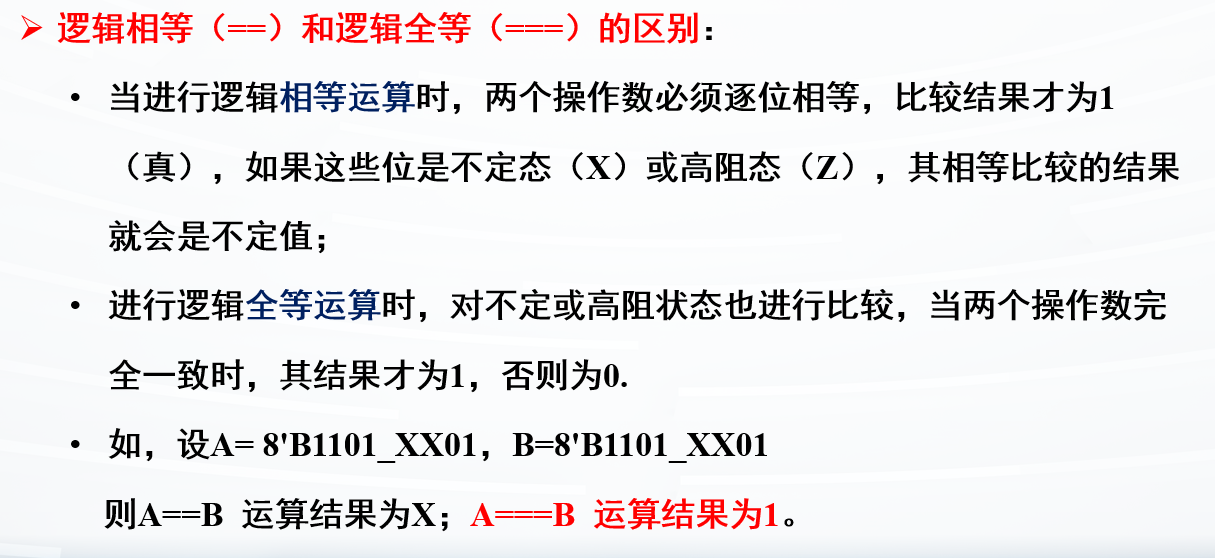 ➢ 逻辑相等（==）和逻辑全等（===）的区别：
• 当进行逻辑相等运算时，两个操作数必须逐位相等，比较结果才为1
（真），如果这些位是不定态（X）或高阻态（Z），其相等比较的结果
就会是不定值；
• 进行逻辑全等运算时，对不定或高阻状态也进行比较，当两个操作数完
全一致时，其结果才为1，否则为0.
• 如，设A= 8'B1101_XX01，B=8'B1101_XX01
则A==B 运算结果为X；A===B 运算结果为1。